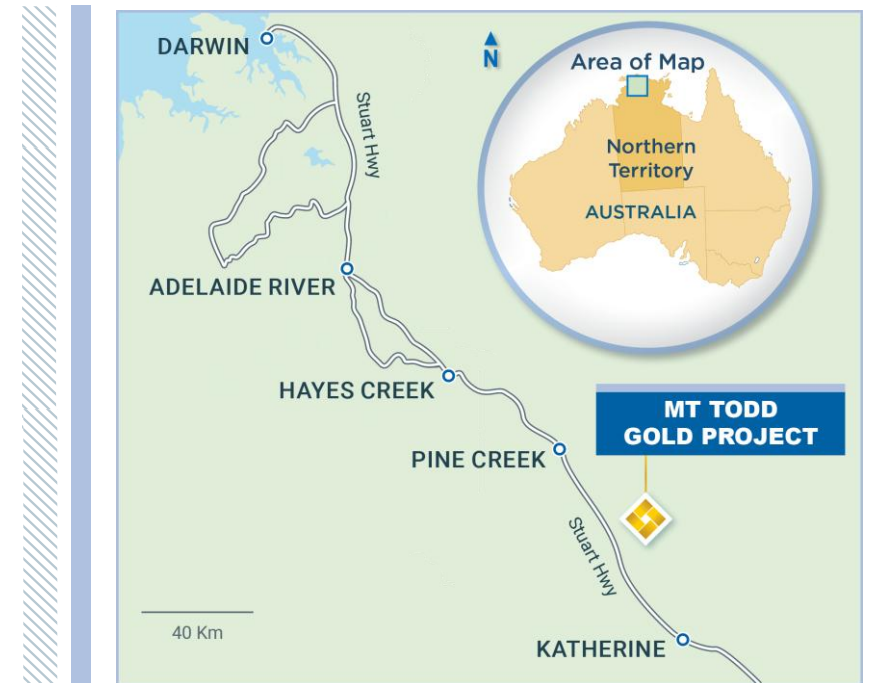 DARWIN
N
Area of Map
Stuart Hwy
Northern
Territory
AUSTRALIA
ADELAIDE RIVER
HAYES CREEK
MT TODD
GOLD PROJECT
PINE CREEK
Stuart Hwy
40 Km
KATHERINE